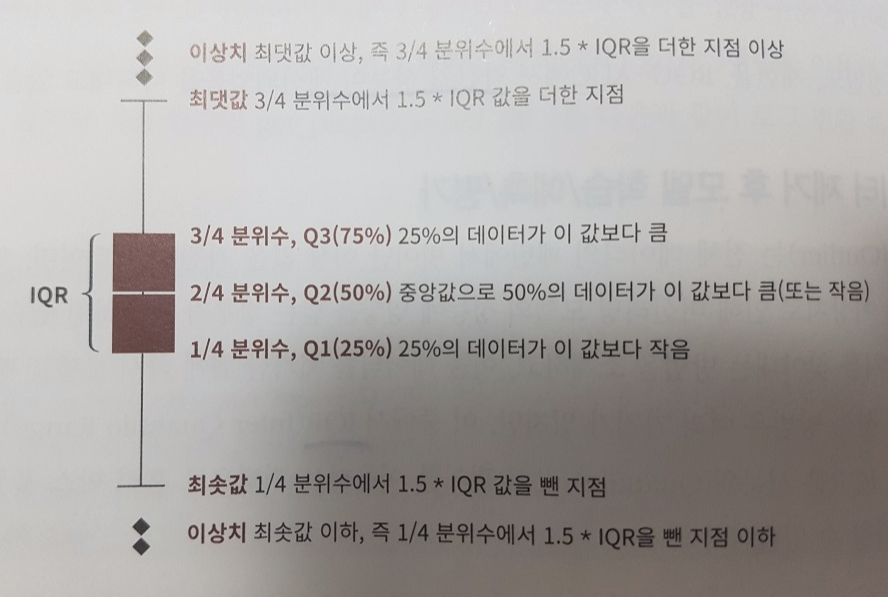 이상치 최댓값 이상, 즉 3/4 분위수에서 1.5 * IQR을 더한 지점 이상
최댓값 3/4 분위수에서 1.5 * IQR 값을 더한 지점
3/4 분위수, Q3(75%) 25%의 데이터가 이 값보다 큼
IQR
2/4 분위수, Q2(50%) 중앙값으로 50%의 데이터가 이 값보다 큼(또는 작음)
1/4 분위수, Q1(25%) 25%의 데이터가 이 값보다 작음
최솟값 1/4 분위수에서 1.5 * IQR 값을 뺀 지점
이상치 최솟값 이하, 즉 1/4 분위수에서 1.5 * IQR을 뺀 지점 이하